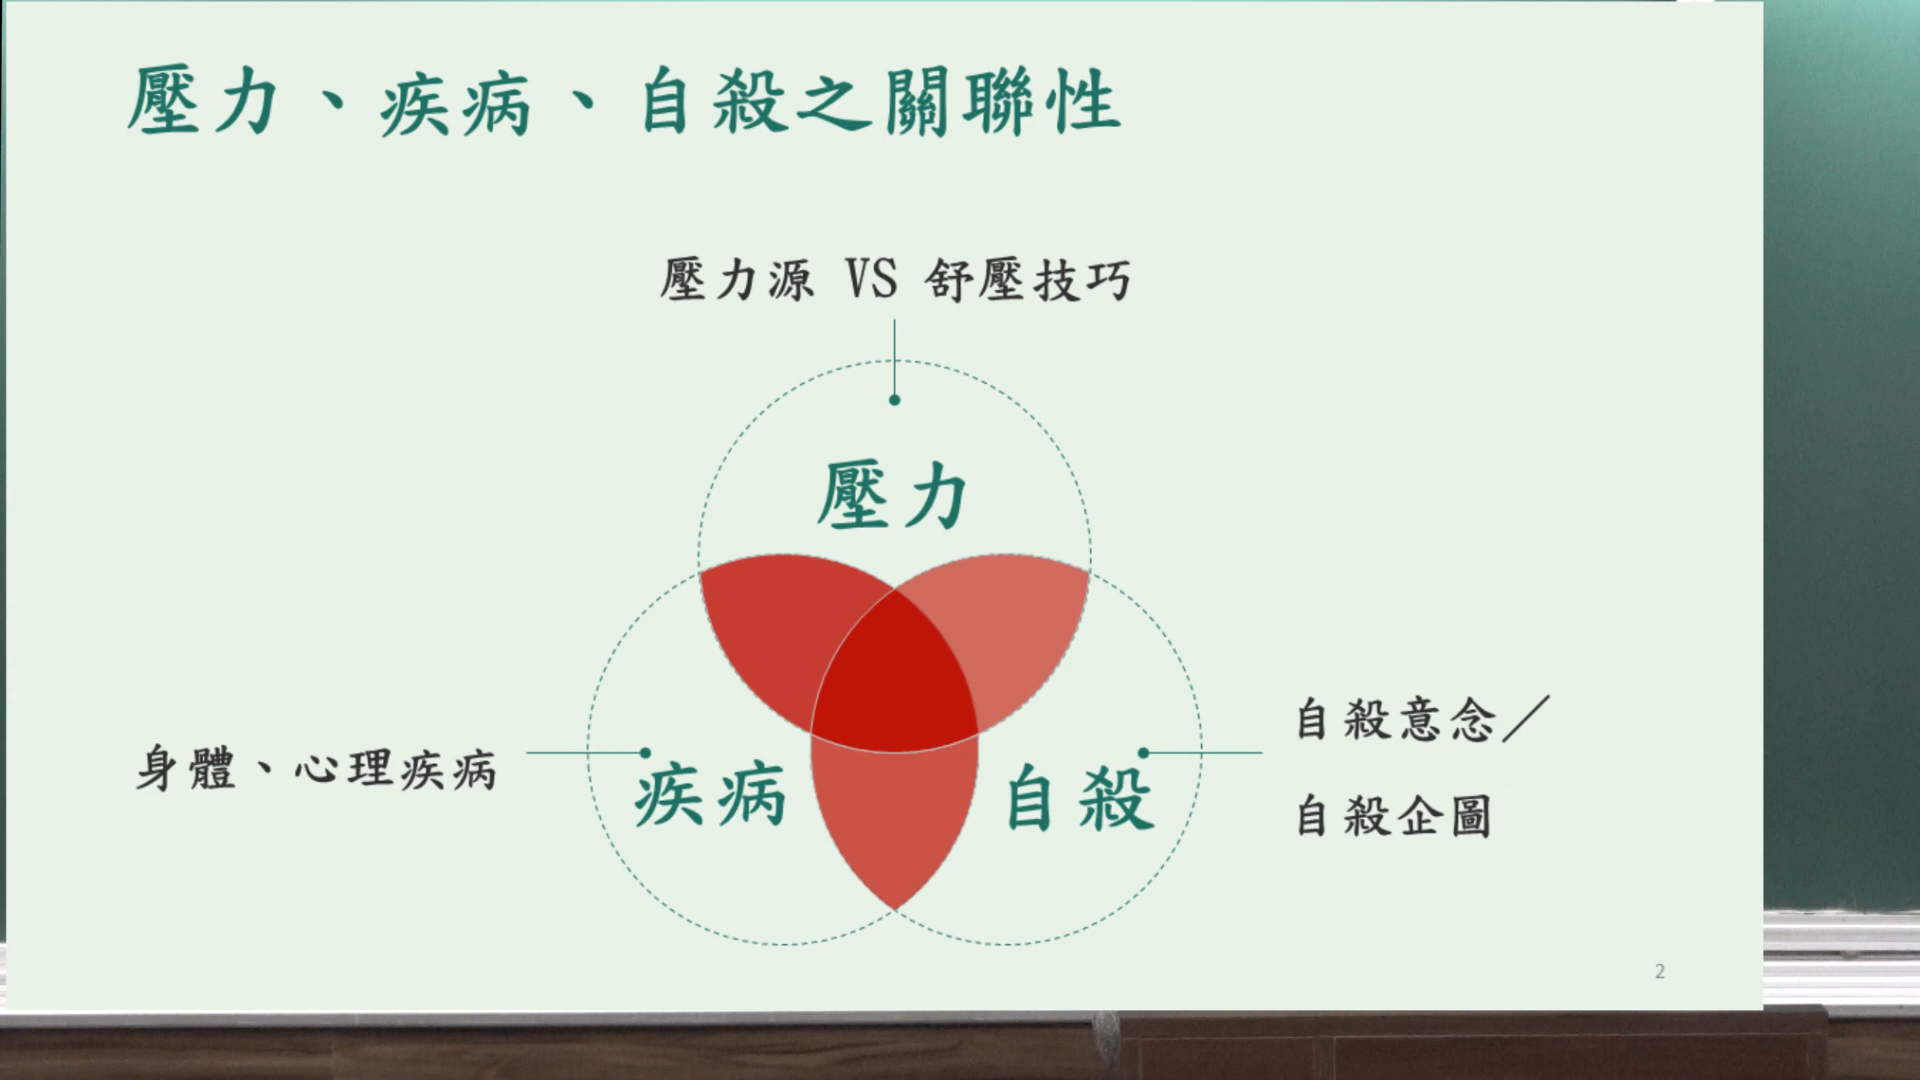 壓力、疾病、自殺之關聯性
壓力源 VS 舒壓技巧
壓力
身體、心理疾病
疾病
自殺
自殺意念／
自殺企圖
2